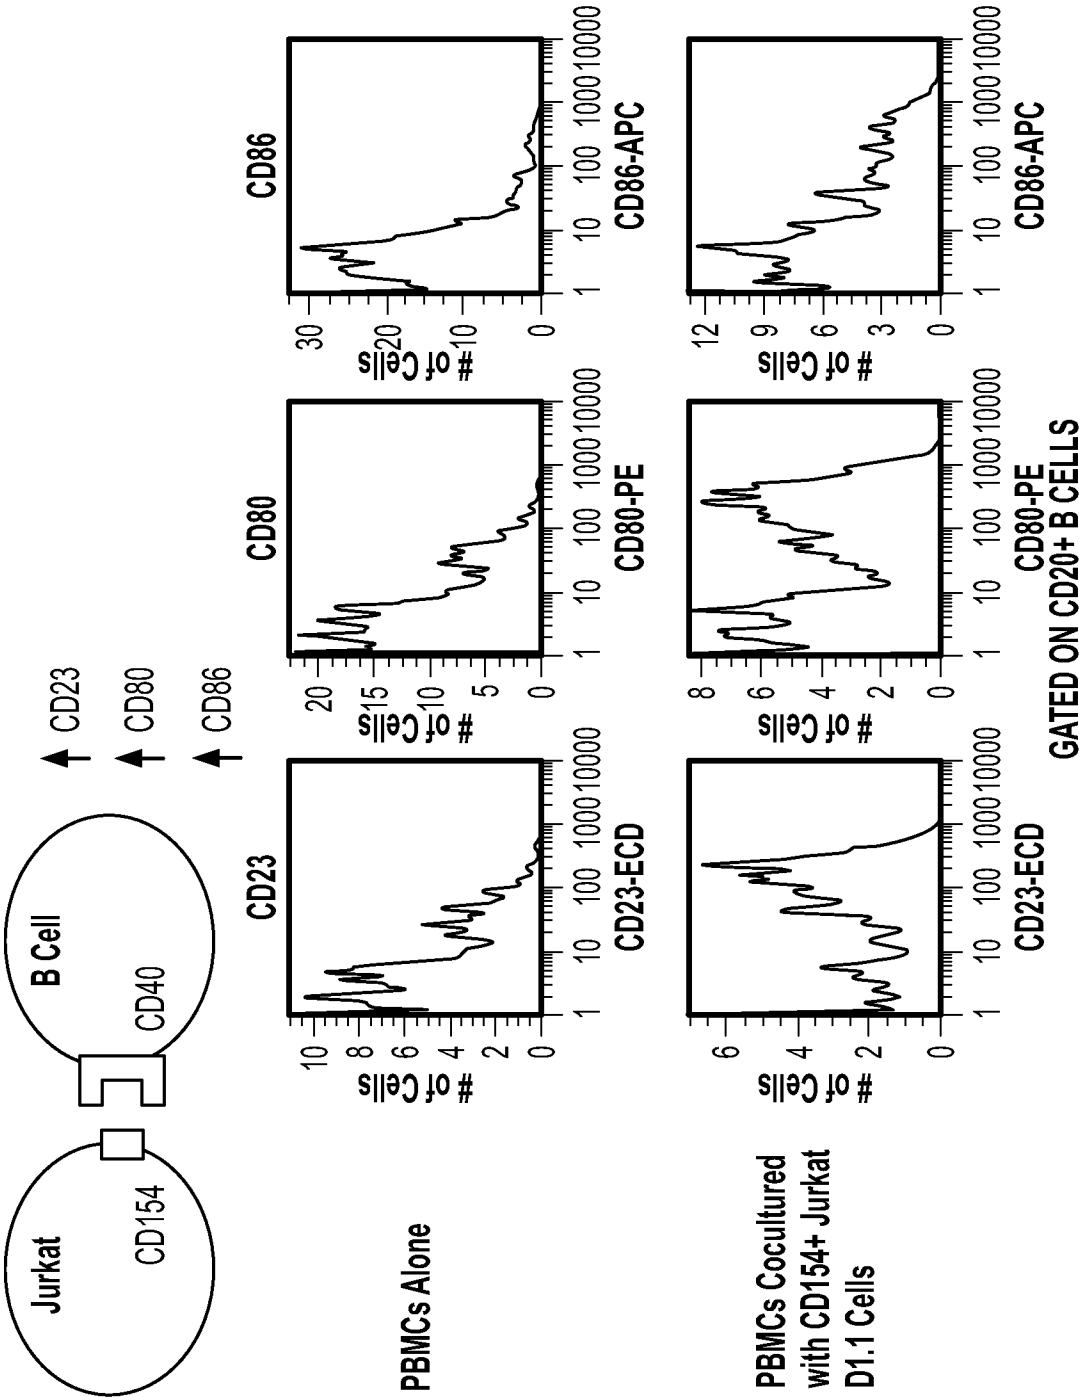 Jurkat
CD154
B Cell
CD40
CD23
CD80
CD86
PBMCs Alone
CD23
# of Cells
10
8
6
4
2
0
1 10 100 1000 10000
CD23-ECD
CD80
# of Cells
20
15
10
5
0
1 10 100 1000 10000
CD80-PE
CD86
# of Cells
30
20
10
0
1 10 100 1000 10000
CD86-APC
PBMCs Cocultured
with CD154+ Jurkat
D1.1 Cells
# of Cells
6
4
2
0
1 10 100 1000 10000
CD23-ECD
# of Cells
8
6
4
2
0
1 10 100 1000 10000
CD80-PE
# of Cells
12
9
6
3
0
1 10 100 1000 10000
CD86-APC
GATED ON CD20+ B CELLS